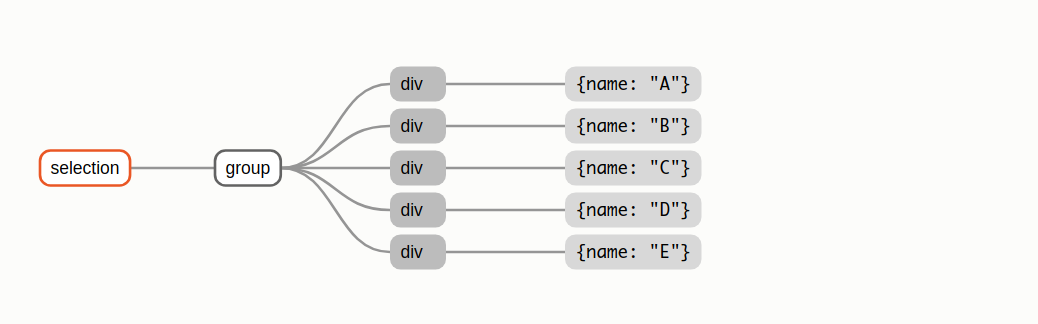 div {name: "A"}
div {name: "B"}
selection group div {name: "C"}
div {name: "D"}
div {name: "E"}